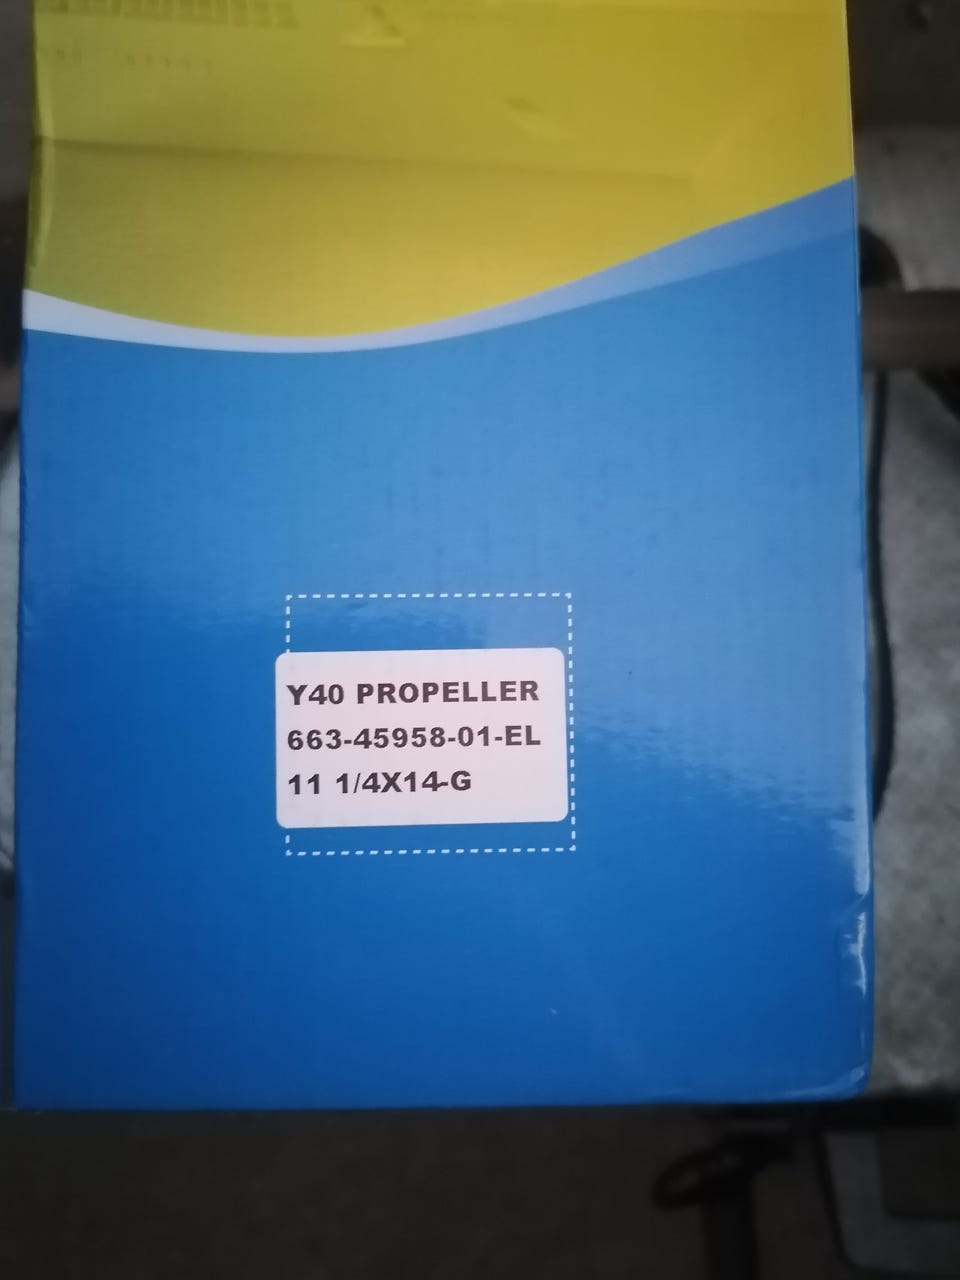 Y40 PROPELLER
663-45958-01-EL
11 1/4X14-G